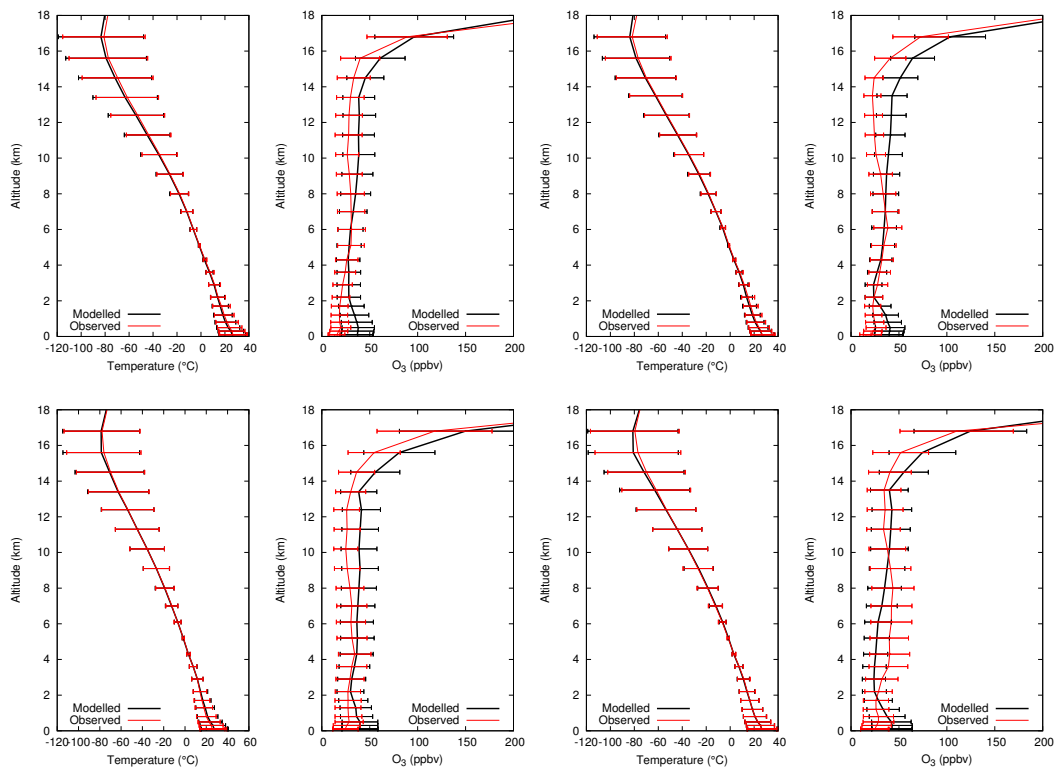 18
16
14
12
10
8
6
4
2
0
Altitude (km)
-120-100 -80 -60 -40 -20 0 20 40
Temperature (°C)
Modelled
Observed
18
16
14
12
10
8
6
4
2
0
Altitude (km)
0 50 100 150 200
O₃ (ppbv)
Modelled
Observed
18
16
14
12
10
8
6
4
2
0
Altitude (km)
-120-100 -80 -60 -40 -20 0 20 40
Temperature (°C)
Modelled
Observed
18
16
14
12
10
8
6
4
2
0
Altitude (km)
0 50 100 150 200
O₃ (ppbv)
Modelled
Observed
18
16
14
12
10
8
6
4
2
0
Altitude (km)
-120-100 -80 -60 -40 -20 0 20 40 60
Temperature (°C)
Modelled
Observed
18
16
14
12
10
8
6
4
2
0
Altitude (km)
0 50 100 150 200
O₃ (ppbv)
Modelled
Observed
18
16
14
12
10
8
6
4
2
0
Altitude (km)
-120-100 -80 -60 -40 -20 0 20 40 60
Temperature (°C)
Modelled
Observed
18
16
14
12
10
8
6
4
2
0
Altitude (km)
0 50 100 150 200
O₃ (ppbv)
Modelled
Observed